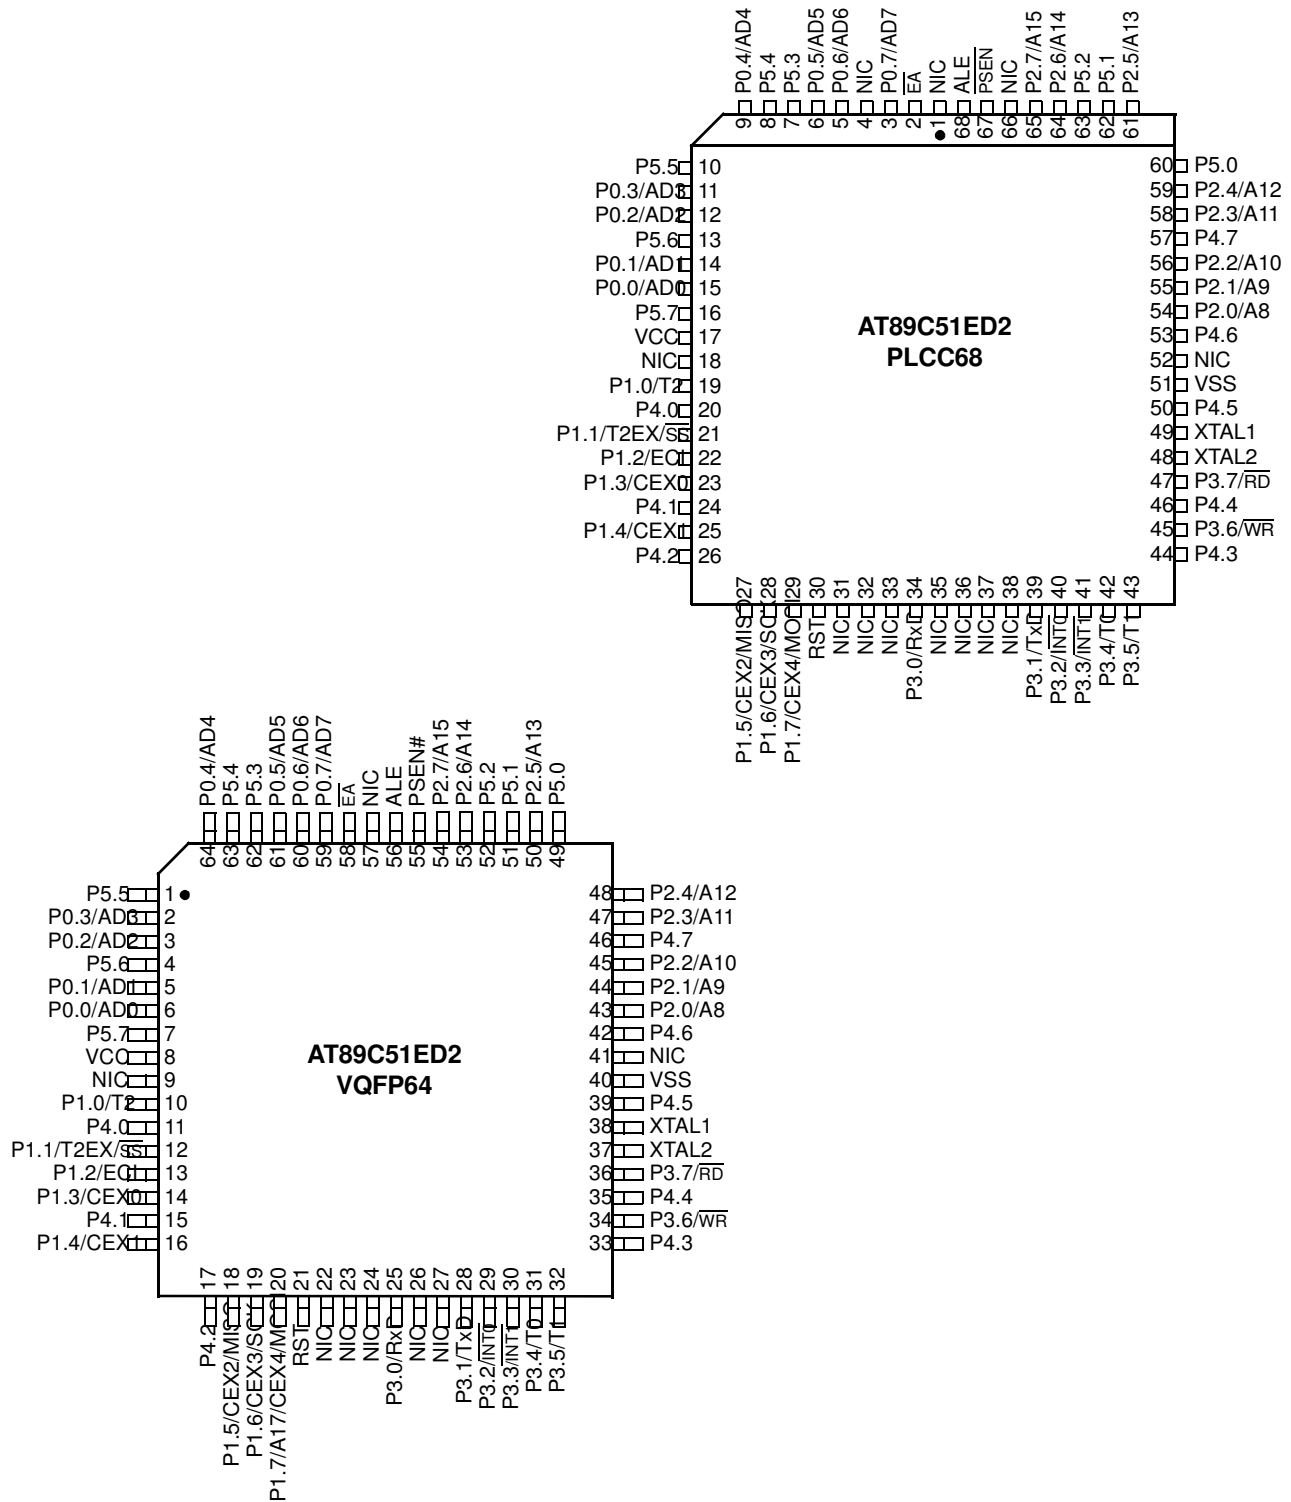 P0.4/AD4
P5.4
P5.3
P0.5/AD5
P0.6/AD6
NIC
P0.7/AD7
EA
NIC
ALE
PSEN
NIC
P2.7/A15
P2.6/A14
P5.2
P5.1
P2.5/A13
9 8 7 6 5 4 3 2 1 68 67 66 65 64 63 62 61
P5.5 10
P0.3/AD3 11
P0.2/AD2 12
P5.6 13
P0.1/AD1 14
P0.0/AD0 15
P5.7 16
VCC 17
NIC 18
P1.0/T2 19
P4.0 20
P1.1/T2EX/SS 21
P1.2/ECI 22
P1.3/CEX0 23
P4.1 24
P1.4/CEX1 25
P4.2 26
AT89C51ED2
PLCC68
60 P5.0
59 P2.4/A12
58 P2.3/A11
57 P4.7
56 P2.2/A10
55 P2.1/A9
54 P2.0/A8
53 P4.6
52 NIC
51 VSS
50 P4.5
49 XTAL1
48 XTAL2
47 P3.7/RD
46 P4.4
45 P3.6/WR
44 P4.3
27 28 29 30 31 32 33 34 35 36 37 38 39 40 41 42 43
P1.5/CEX2/MISO
P1.6/CEX3/SCK
P1.7/CEX4/MOSI
RST
NIC
NIC
NIC
P3.0/RxD
NIC
NIC
NIC
NIC
P3.1/TxD
P3.2/INT0
P3.3/INT1
P3.4/T0
P3.5/T1
P0.4/AD4
P5.4
P5.3
P0.5/AD5
P0.6/AD6
P0.7/AD7
EA
NIC
ALE
PSEN#
P2.7/A15
P2.6/A14
P5.2
P5.1
P2.5/A13
P5.0
64 63 62 61 60 59 58 57 56 55 54 53 52 51 50 49
P5.5 1
P0.3/AD3 2
P0.2/AD2 3
P5.6 4
P0.1/AD1 5
P0.0/AD0 6
P5.7 7
VCC 8
NIC 9
P1.0/T2 10
P4.0 11
P1.1/T2EX/SS 12
P1.2/ECI 13
P1.3/CEX0 14
P4.1 15
P1.4/CEX1 16
AT89C51ED2
VQFP64
48 P2.4/A12
47 P2.3/A11
46 P4.7
45 P2.2/A10
44 P2.1/A9
43 P2.0/A8
42 P4.6
41 NIC
40 VSS
39 P4.5
38 XTAL1
37 XTAL2
36 P3.7/RD
35 P4.4
34 P3.6/WR
33 P4.3
17 18 19 20 21 22 23 24 25 26 27 28 29 30 31 32
P4.2
P1.5/CEX2/MISO
P1.6/CEX3/SCK
P1.7/A17/CEX4/MOSI
RST
NIC
NIC
NIC
P3.0/RxD
NIC
NIC
P3.1/TxD
P3.2/INT0
P3.3/INT1
P3.4/T0
P3.5/T1